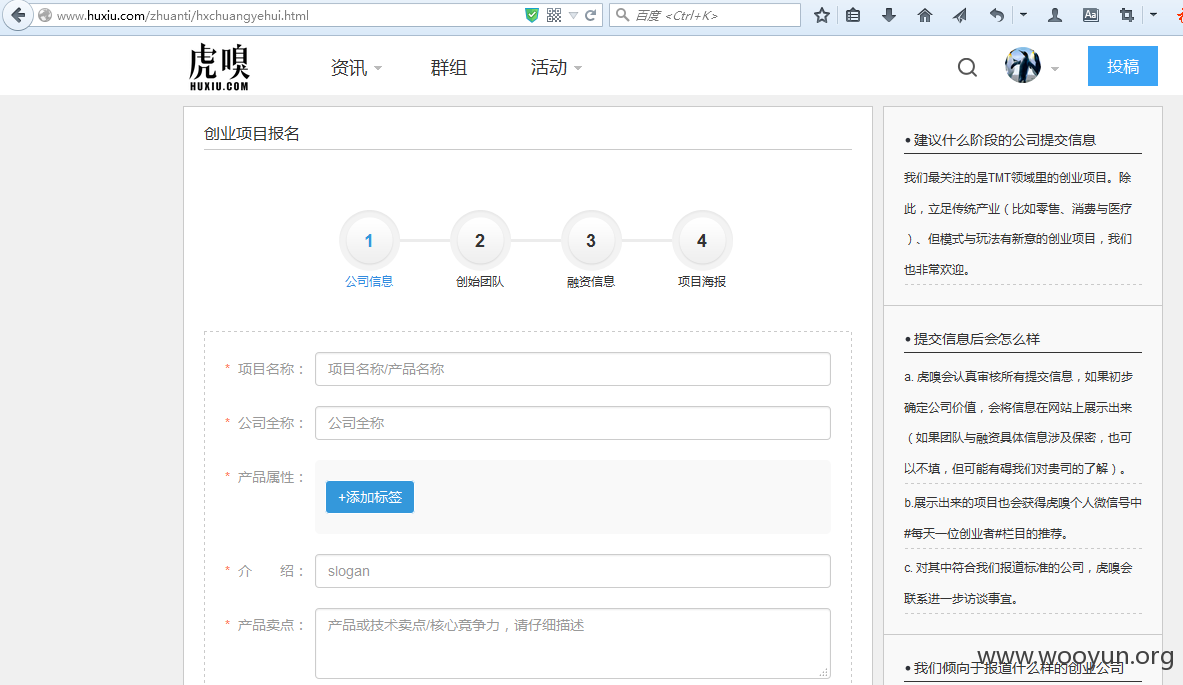 www.huxiu.com/zhuanti/hxchuangyehui.html
百度 <Ctrl+K>
虎嗅
HUXIU.COM
资讯
群组
活动
投稿
创业项目报名
1
2
3
4
公司信息
创始团队
融资信息
项目海报
* 项目名称：
项目名称/产品名称
* 公司全称：
公司全称
* 产品属性：
+添加标签
* 介 绍：
slogan
* 产品卖点：
产品或技术卖点/核心竞争力，请仔细描述
• 建议什么阶段的公司提交信息
我们最关注的是TMT领域里的创业项目。除
此，立足传统产业（比如零售、消费与医疗
）、但模式与玩法有新意的创业项目，我们
也非常欢迎。
• 提交信息后会怎么样
a. 虎嗅会认真审核所有提交信息，如果初步
确定公司价值，会将信息在网站上展示出来
（如果团队与融资具体信息涉及保密，也可
以不填，但可能有碍我们对贵司的了解）。
b.展示出来的项目也会获得虎嗅个人微信号中
#每天一位创业者#栏目的推荐。
c. 对其中符合我们报道标准的公司，虎嗅会
联系进一步访谈事宜。
www.wooyun.org
• 我们倾向于报道什么样的创业公司